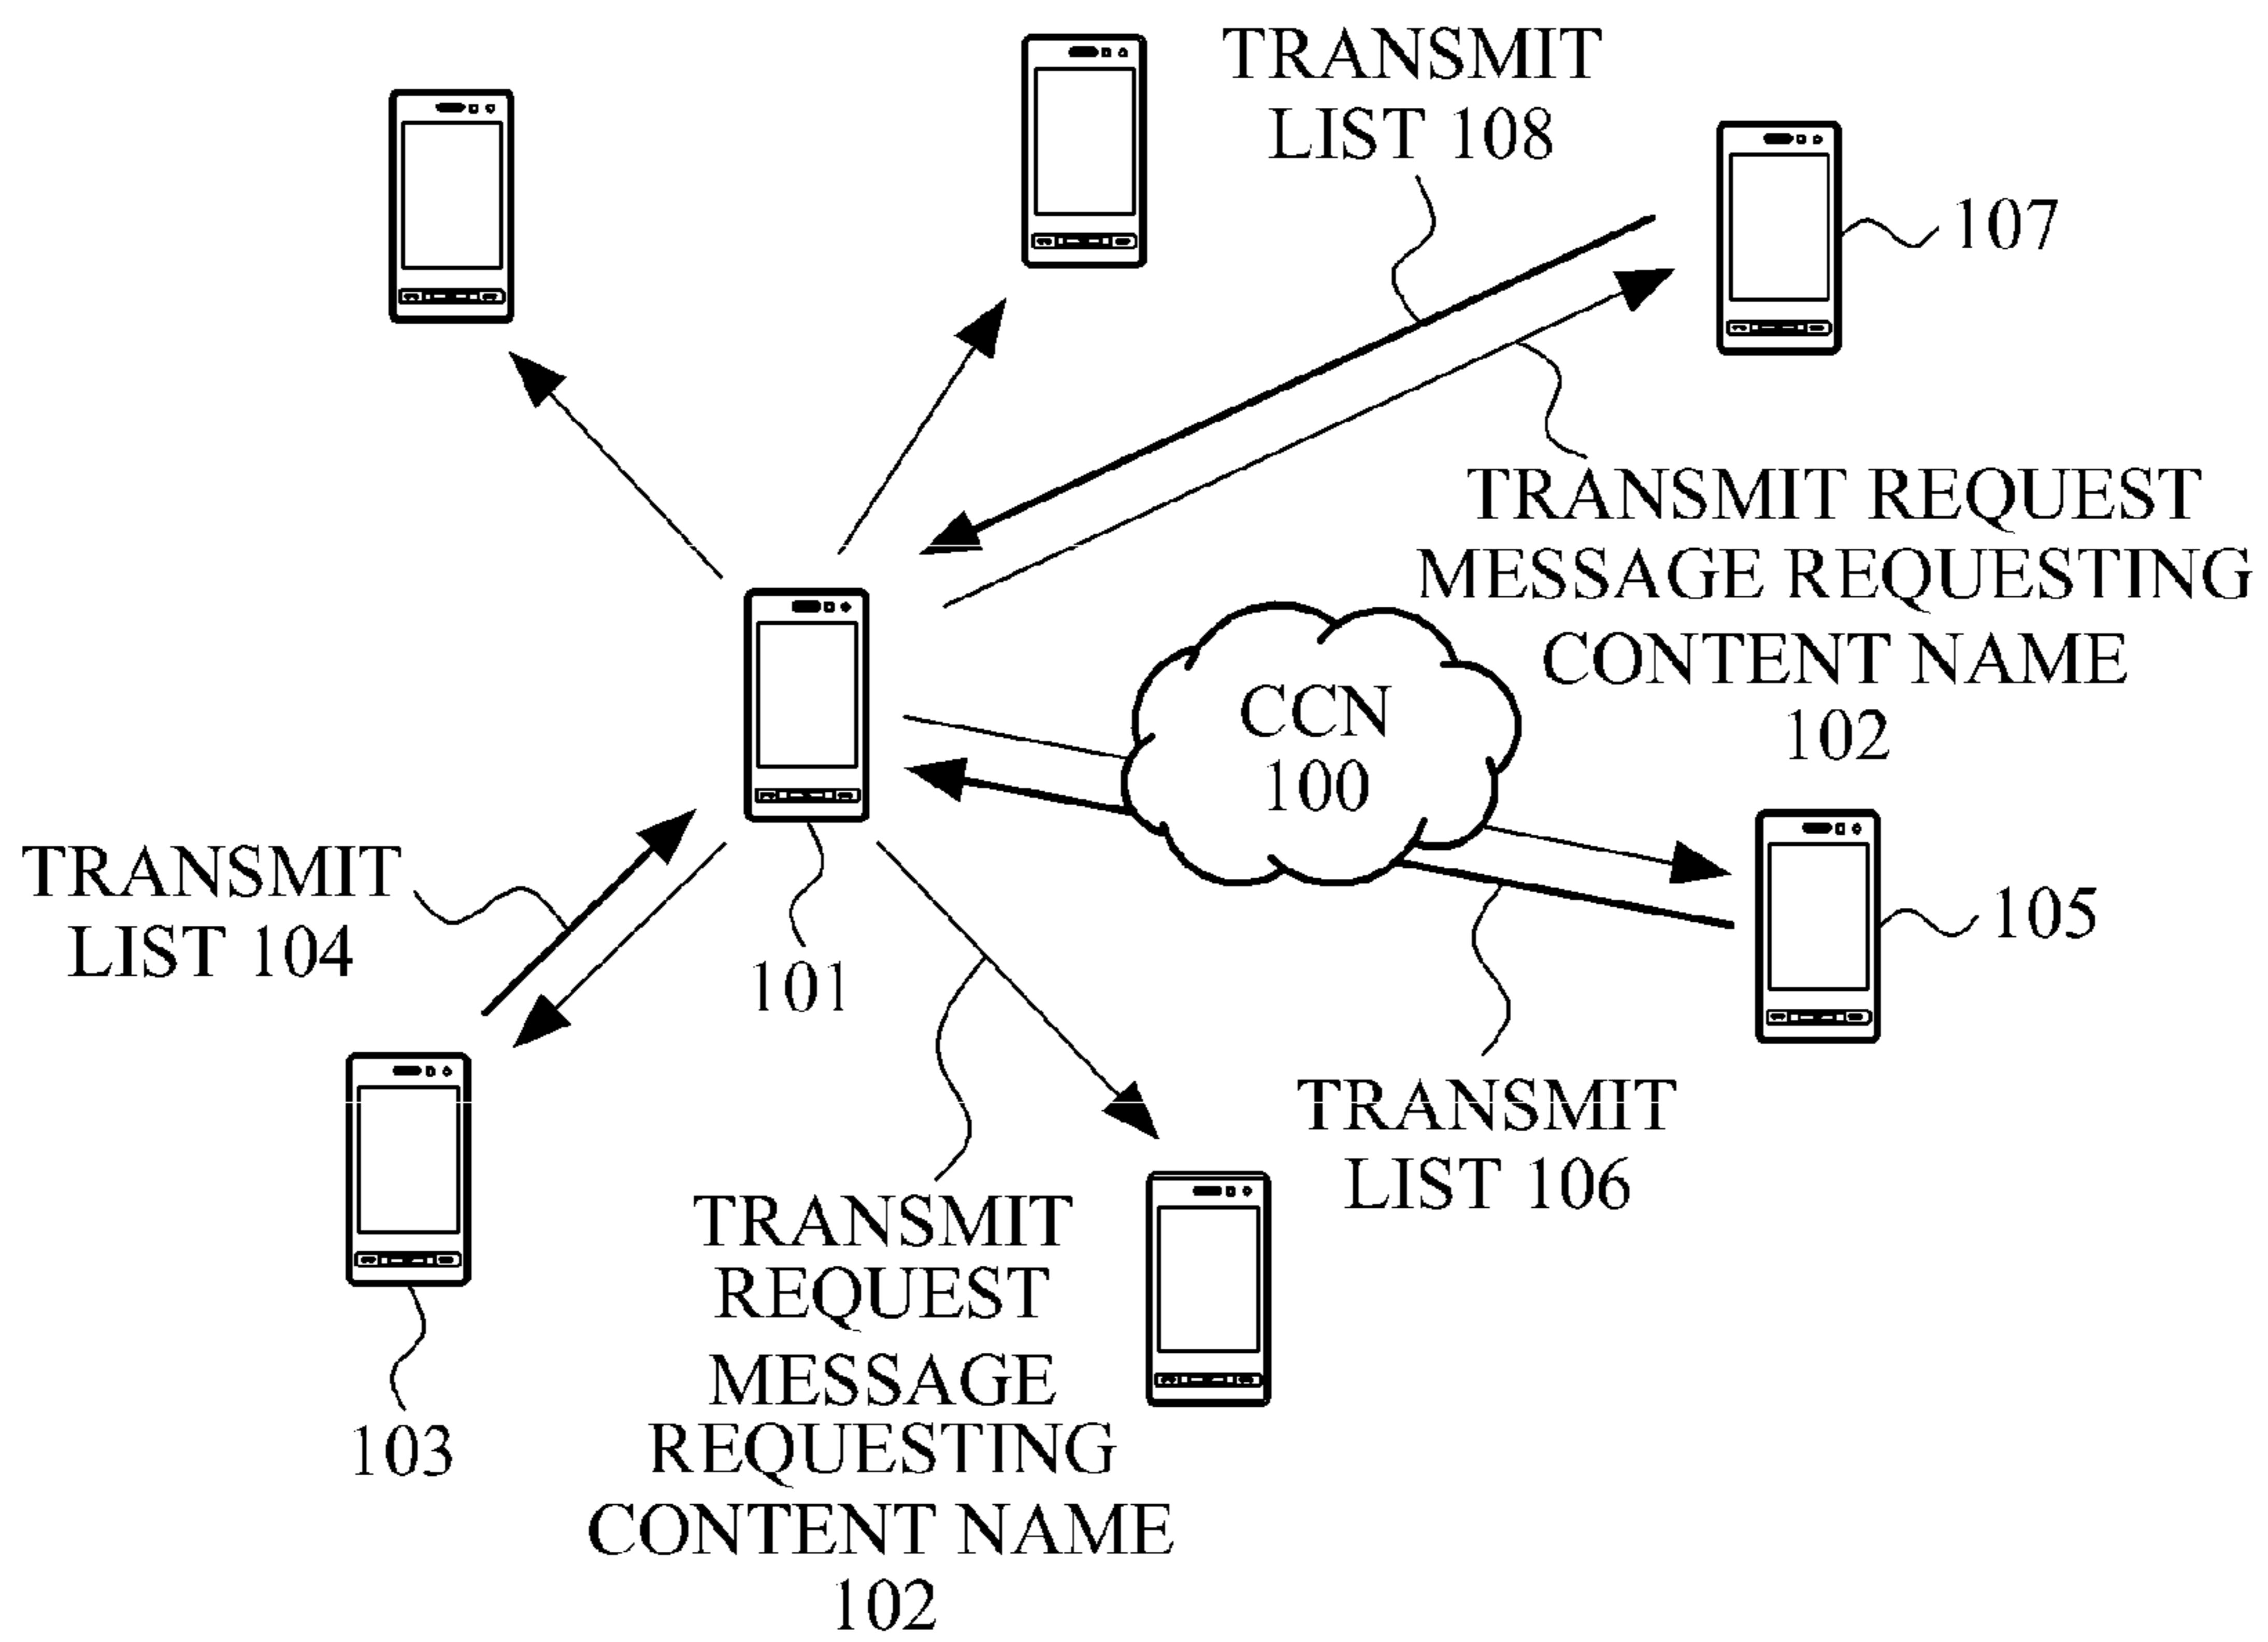 TRANSMIT
LIST 108
107
TRANSMIT REQUEST
MESSAGE REQUESTING
CONTENT NAME
102
CCN
100
TRANSMIT
LIST 104
101
105
TRANSMIT
LIST 106
103
TRANSMIT
REQUEST
MESSAGE
REQUESTING
CONTENT NAME
102